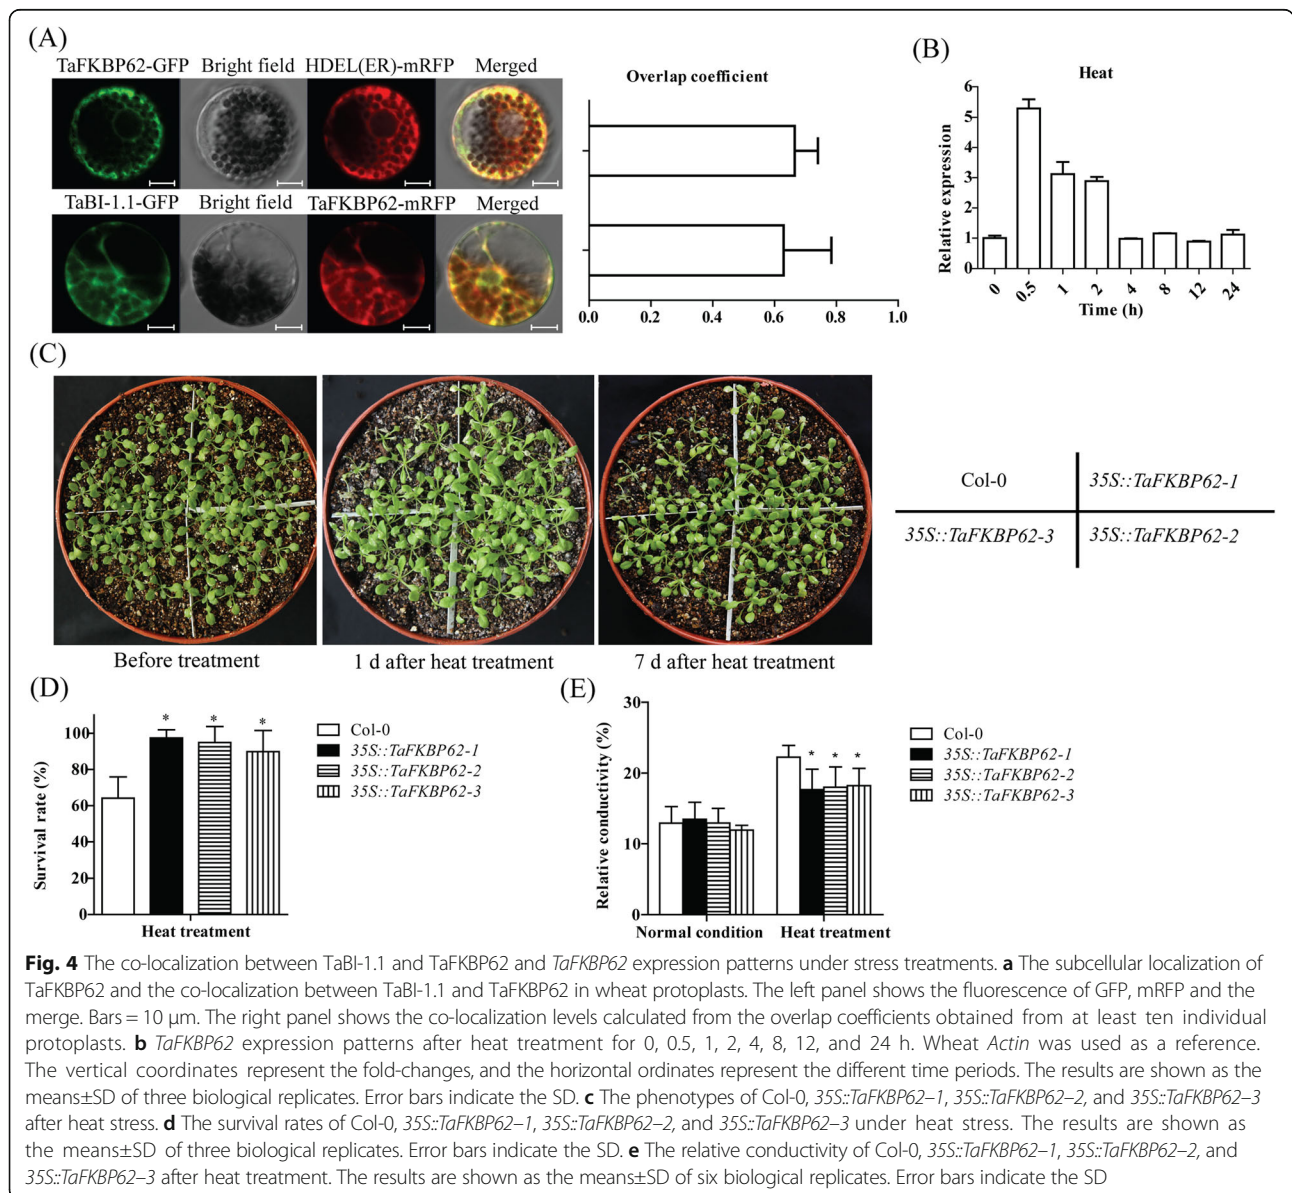 (A)
TaFKBP62-GFP Bright field HDEL(ER)-mRFP Merged
TaBI-1.1-GFP Bright field TaFKBP62-mRFP Merged
Overlap coefficient
0.0 0.2 0.4 0.6 0.8 1.0
(B)
Heat
Relative expression
6
5
4
3
2
1
0
0 0.5 1 2 4 8 12 24
Time (h)
(C)
Before treatment
1 d after heat treatment
7 d after heat treatment
Col-0 35S::TaFKBP62-1
35S::TaFKBP62-3 35S::TaFKBP62-2
(D)
Survival rate (%)
100
80
60
40
20
0
* * *
Heat treatment
Col-0
35S::TaFKBP62-1
35S::TaFKBP62-2
35S::TaFKBP62-3
(E)
Relative conductivity (%)
30
20
10
0
* * *
Normal condition Heat treatment
Col-0
35S::TaFKBP62-1
35S::TaFKBP62-2
35S::TaFKBP62-3
Fig. 4 The co-localization between TaBI-1.1 and TaFKBP62 and TaFKBP62 expression patterns under stress treatments. a The subcellular localization of
TaFKBP62 and the co-localization between TaBI-1.1 and TaFKBP62 in wheat protoplasts. The left panel shows the fluorescence of GFP, mRFP and the
merge. Bars = 10 μm. The right panel shows the co-localization levels calculated from the overlap coefficients obtained from at least ten individual
protoplasts. b TaFKBP62 expression patterns after heat treatment for 0, 0.5, 1, 2, 4, 8, 12, and 24 h. Wheat Actin was used as a reference.
The vertical coordinates represent the fold-changes, and the horizontal ordinates represent the different time periods. The results are shown as the
means±SD of three biological replicates. Error bars indicate the SD. c The phenotypes of Col-0, 35S::TaFKBP62–1, 35S::TaFKBP62–2, and 35S::TaFKBP62–3
after heat stress. d The survival rates of Col-0, 35S::TaFKBP62–1, 35S::TaFKBP62–2, and 35S::TaFKBP62–3 under heat stress. The results are shown as
the means±SD of three biological replicates. Error bars indicate the SD. e The relative conductivity of Col-0, 35S::TaFKBP62–1, 35S::TaFKBP62–2, and
35S::TaFKBP62–3 after heat treatment. The results are shown as the means±SD of six biological replicates. Error bars indicate the SD